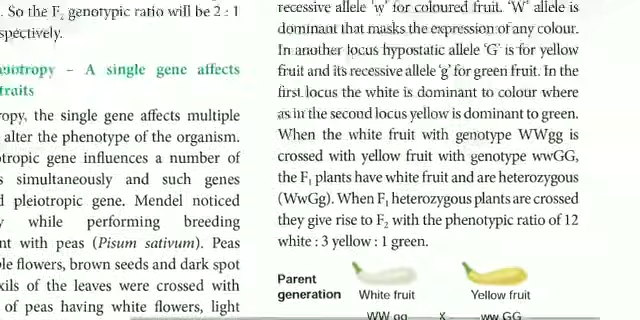 . So the F₂ genotypic ratio will be 2 : 1
spectively.
eiotropy – A single gene affects
traits
ropy, the single gene affects multiple
alter the phenotype of the organism.
otropic gene influences a number of
s simultaneously and such genes
d pleiotropic gene. Mendel noticed
y while performing breeding
nt with peas (Pisum sativum). Peas
le flowers, brown seeds and dark spot
xils of the leaves were crossed with
of peas having white flowers, light
recessive allele 'w' for coloured fruit. 'W' allele is
dominant that masks the expression of any colour.
In another locus hypostatic allele 'G' is for yellow
fruit and its recessive allele 'g' for green fruit. In the
first locus the white is dominant to colour where
as in the second locus yellow is dominant to green.
When the white fruit with genotype WWgg is
crossed with yellow fruit with genotype wwGG,
the F₁ plants have white fruit and are heterozygous
(WwGg). When F₁ heterozygous plants are crossed
they give rise to F₂ with the phenotypic ratio of 12
white : 3 yellow : 1 green.
Parent
generation White fruit Yellow fruit
WW gg x ww GG